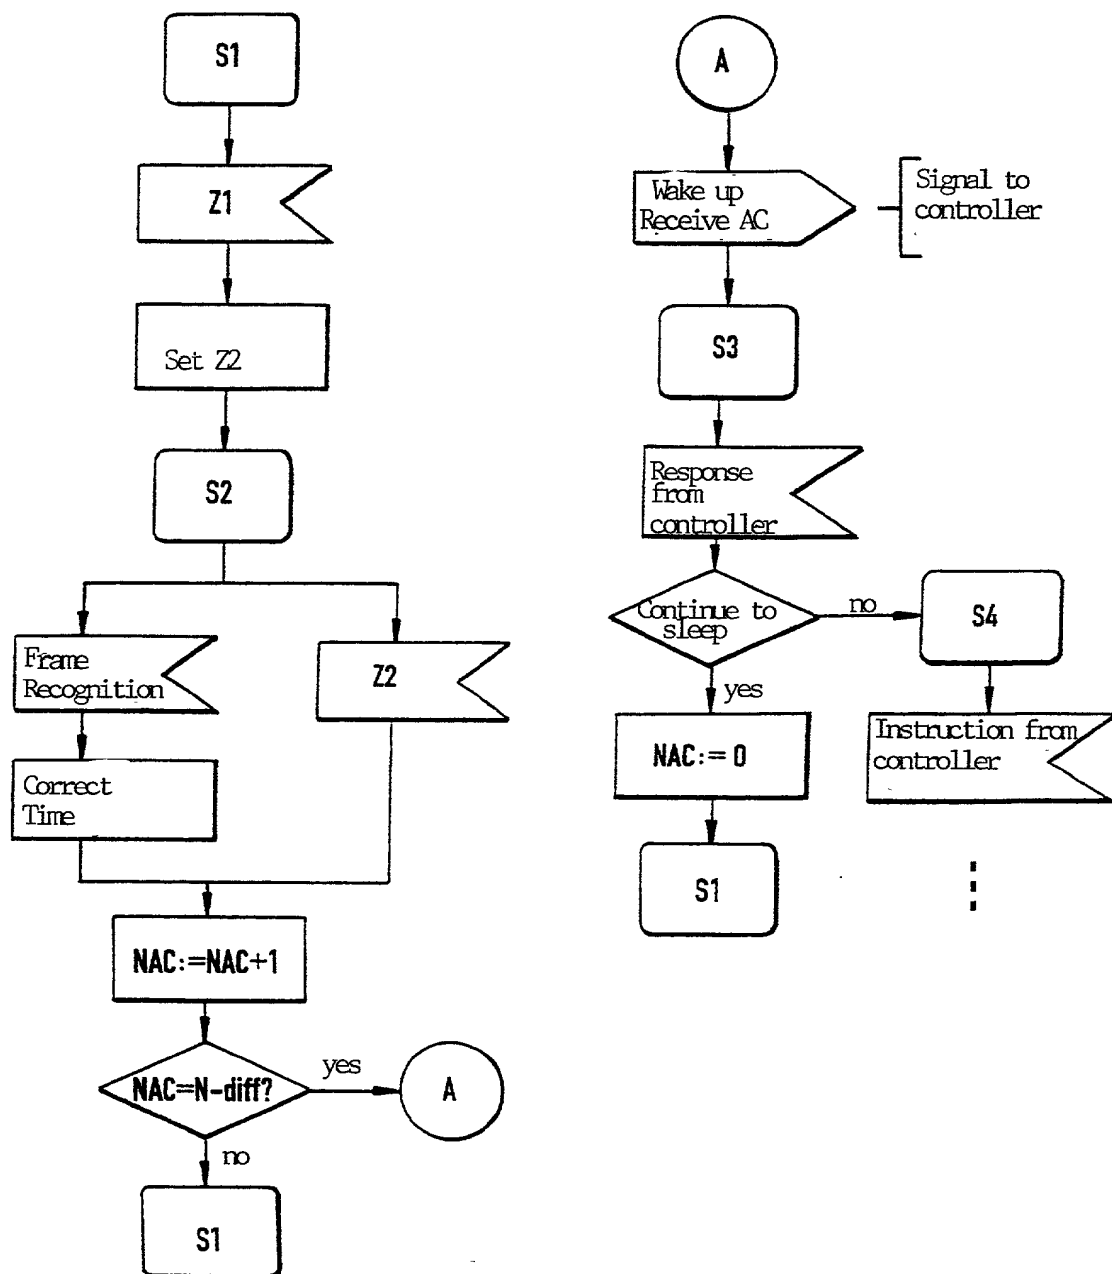 S1
Z1
Set Z2
S2
Frame
Recognition
Z2
Correct
Time
NAC:=NAC+1
NAC=N-diff?
yes
A
no
S1
A
Wake up
Receive AC
Signal to
controller
S3
Response
from
controller
Continue to
sleep
no
S4
yes
NAC:=0
Instruction from
controller
S1